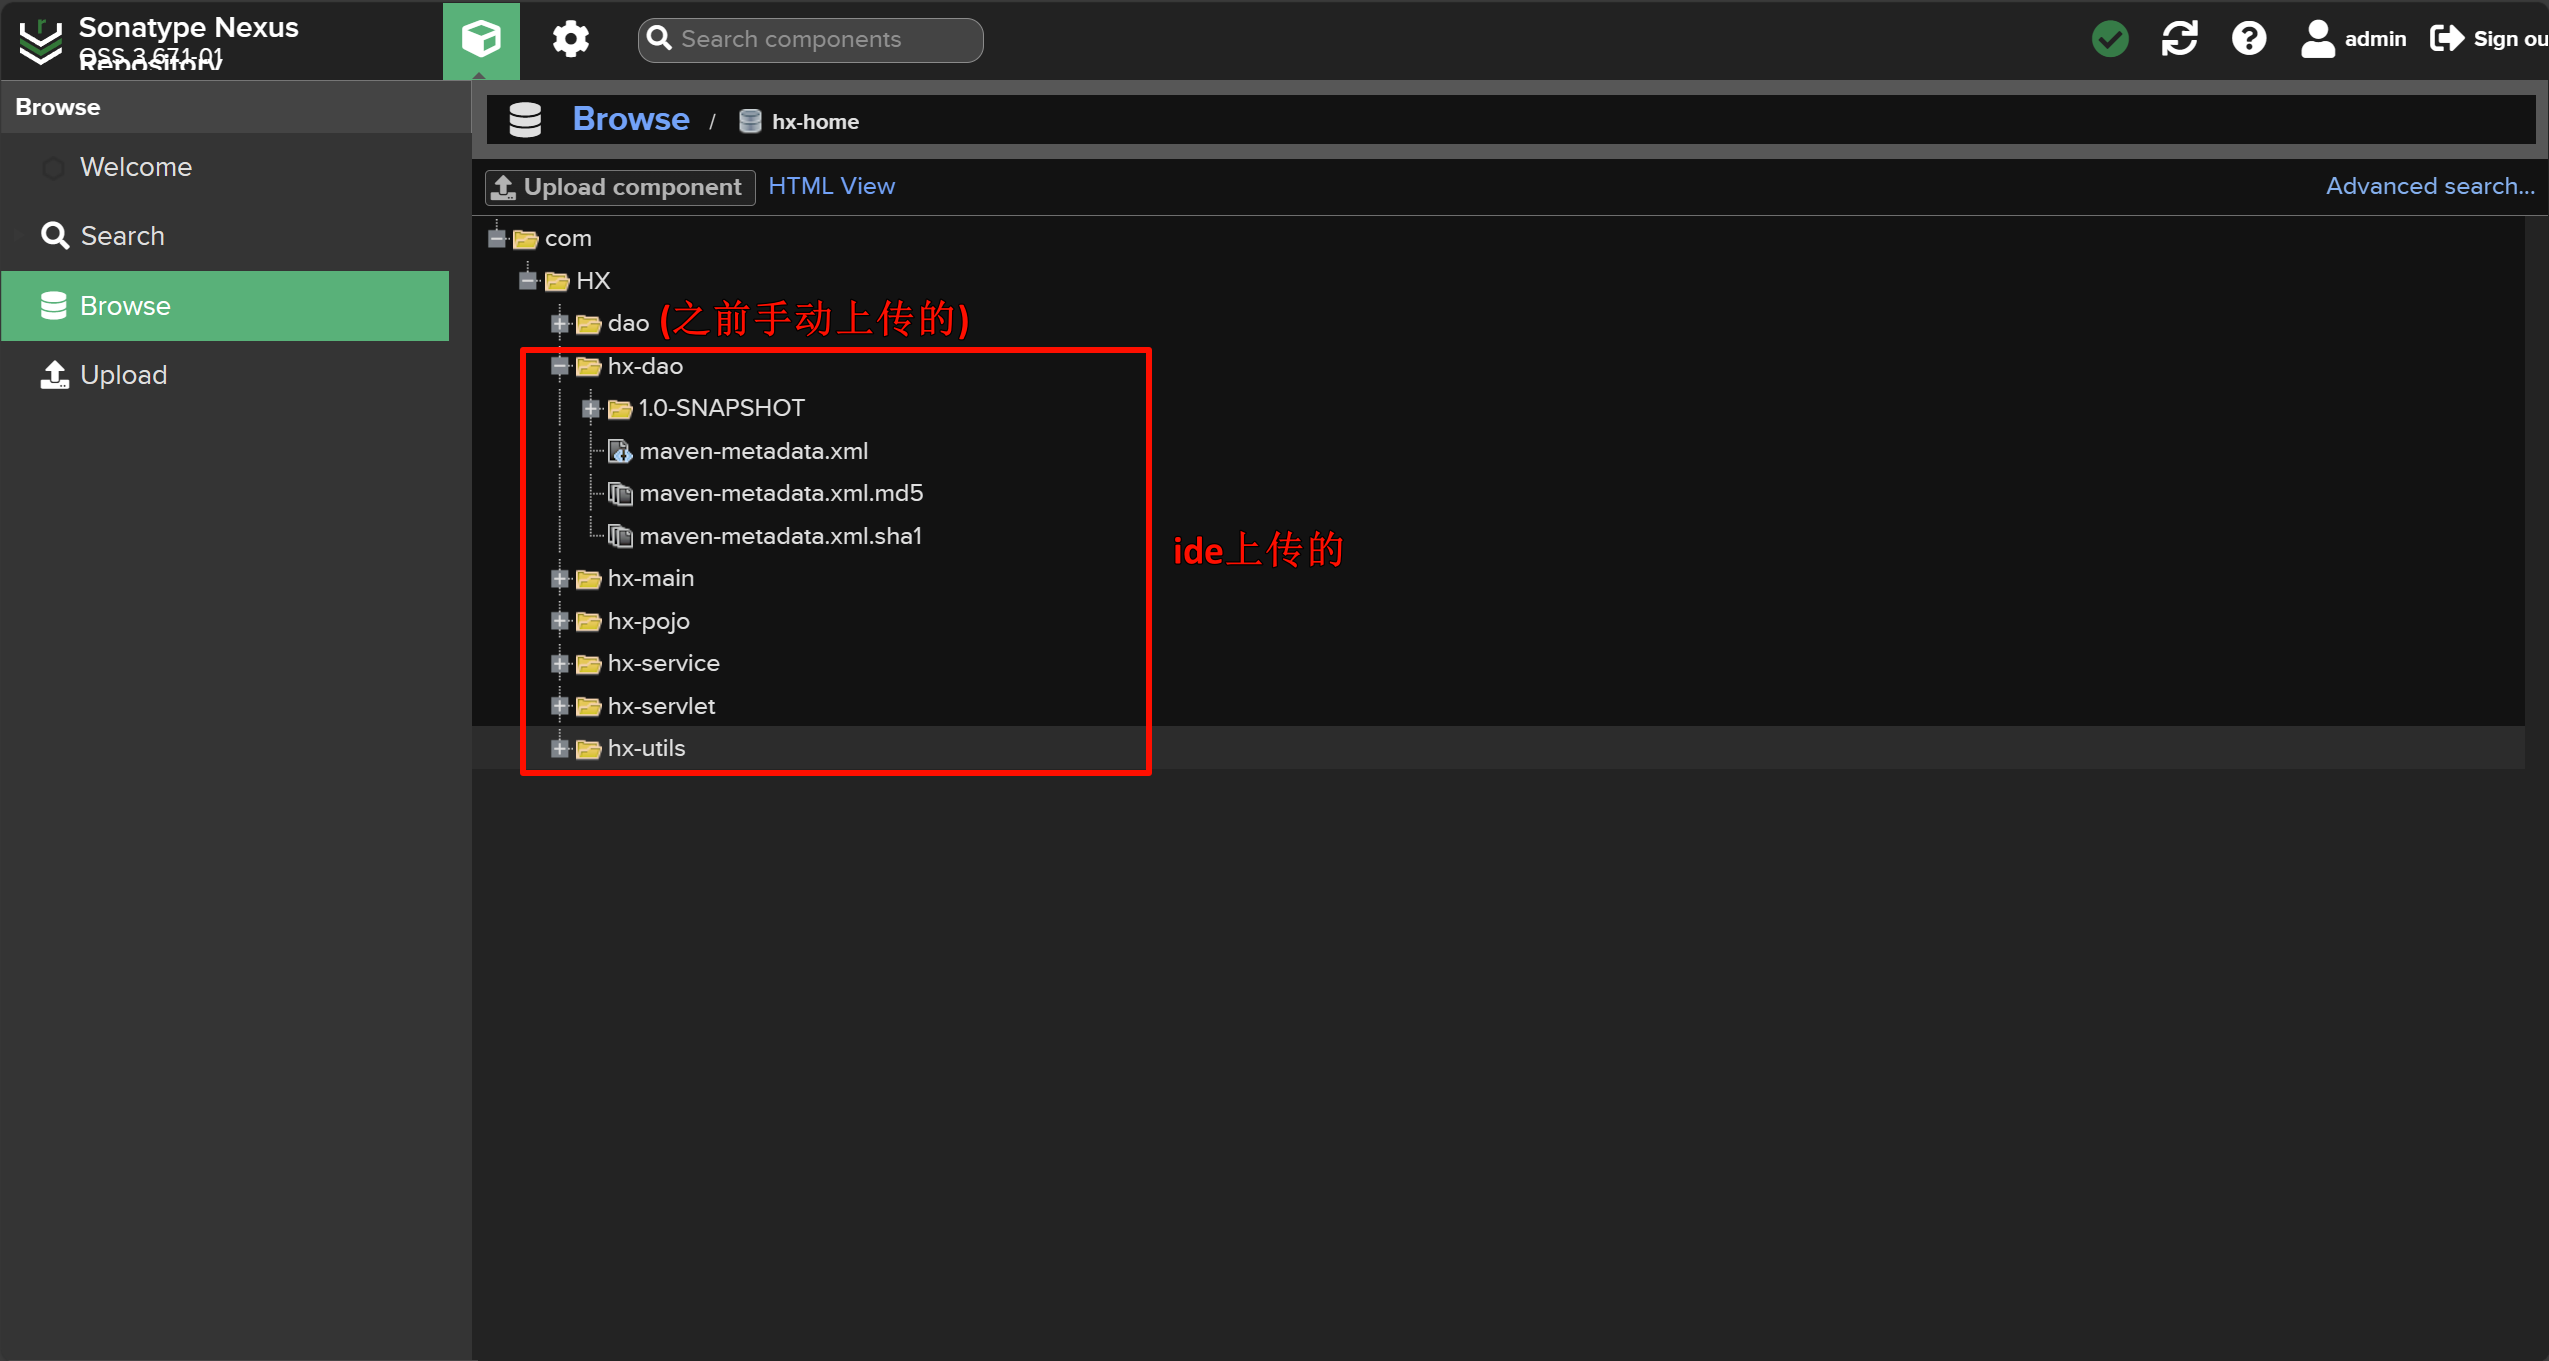 Sonatype Nexus
Repository
OSS 3.67.1-01
Search components
admin
Sign ou
Browse
Welcome
Search
Browse
Upload
Browse / hx-home
Upload component
HTML View
Advanced search...
com
HX
dao (之前手动上传的)
hx-dao
1.0-SNAPSHOT
maven-metadata.xml
maven-metadata.xml.md5
maven-metadata.xml.sha1
ide上传的
hx-main
hx-pojo
hx-service
hx-servlet
hx-utils